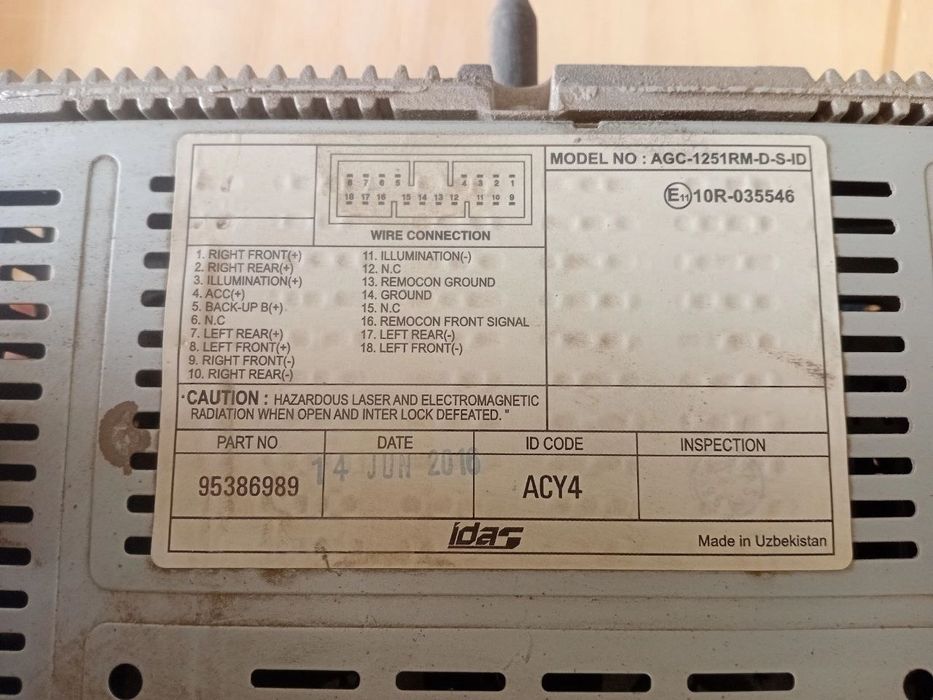 MODEL NO : AGC-1251RM-D-S-ID
E11 10R-035546
8 7 6 5 4 3 2 1
18 17 16 15 14 13 12 11 10 9
WIRE CONNECTION
1. RIGHT FRONT(+)
2. RIGHT REAR(+)
3. ILLUMINATION(+)
4. ACC(+)
5. BACK-UP B(+)
6. N.C
7. LEFT REAR(+)
8. LEFT FRONT(+)
9. RIGHT FRONT(-)
10. RIGHT REAR(-)
11. ILLUMINATION(-)
12. N.C
13. REMOCON GROUND
14. GROUND
15. N.C
16. REMOCON FRONT SIGNAL
17. LEFT REAR(-)
18. LEFT FRONT(-)
·CAUTION : HAZARDOUS LASER AND ELECTROMAGNETIC
RADIATION WHEN OPEN AND INTER LOCK DEFEATED. "
PART NO DATE ID CODE INSPECTION
14 JUN 2016
95386989 ACY4
idas
Made in Uzbekistan